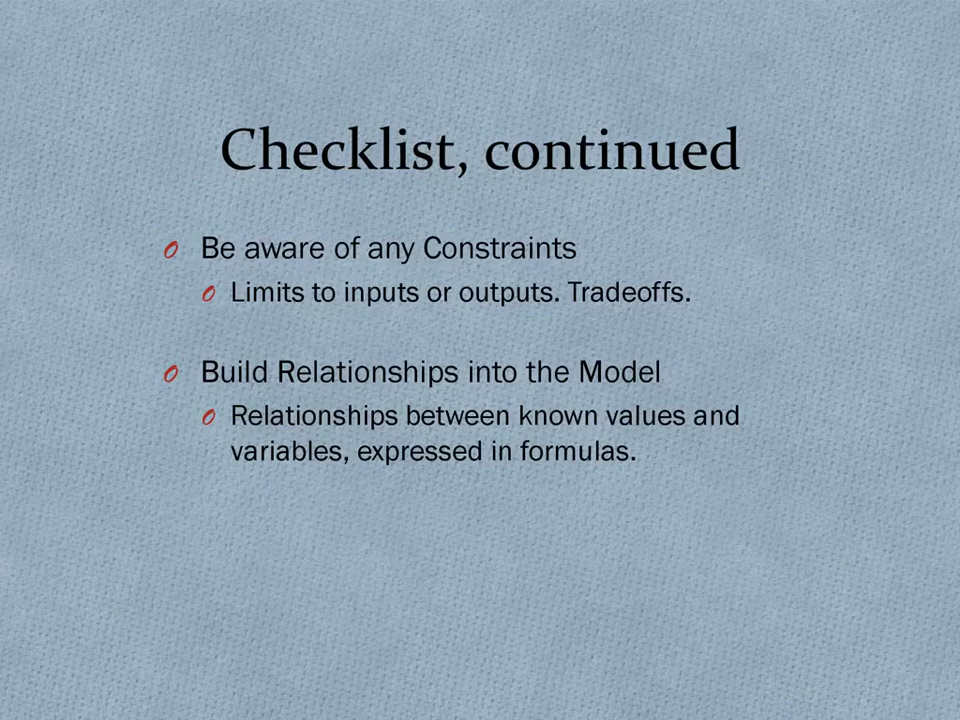 Checklist, continued
Be aware of any Constraints
Limits to inputs or outputs. Tradeoffs.
Build Relationships into the Model
Relationships between known values and
variables, expressed in formulas.